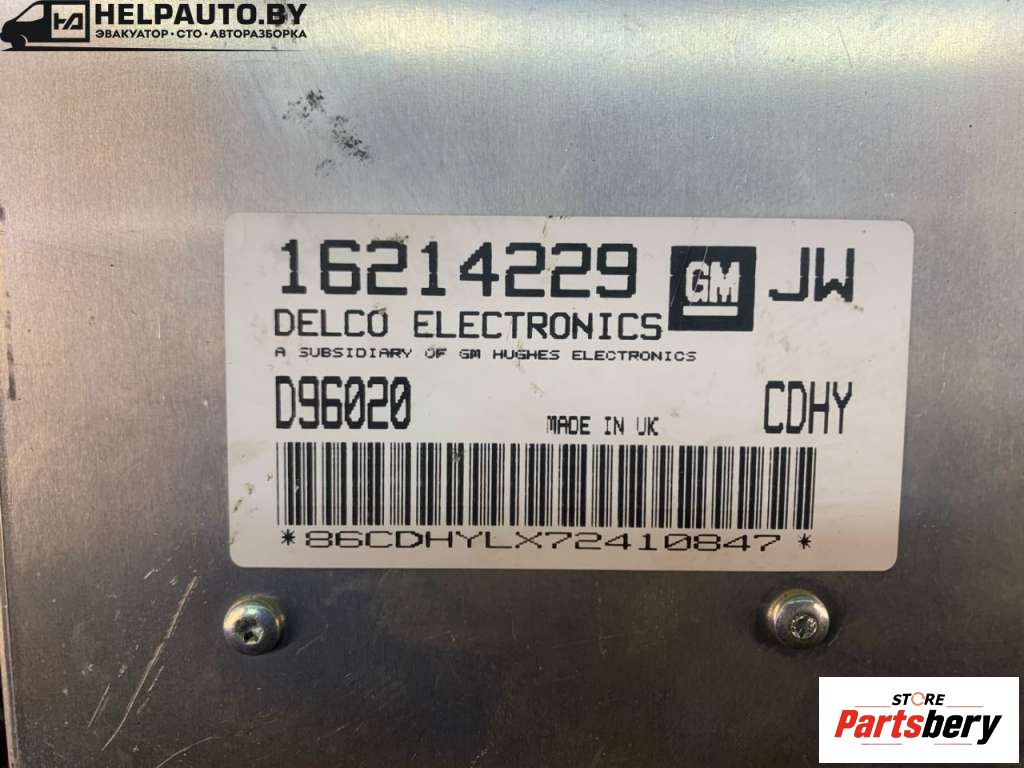 HELPAUTO.BY
ЭВАКУАТОР · СТО · АВТОРАЗБОРКА
16214229 GM JW
DELCO ELECTRONICS
A SUBSIDIARY OF GM HUGHES ELECTRONICS
D96020 MADE IN UK CDHY
*86CDHYLX72410847*
STORE
Partsbery